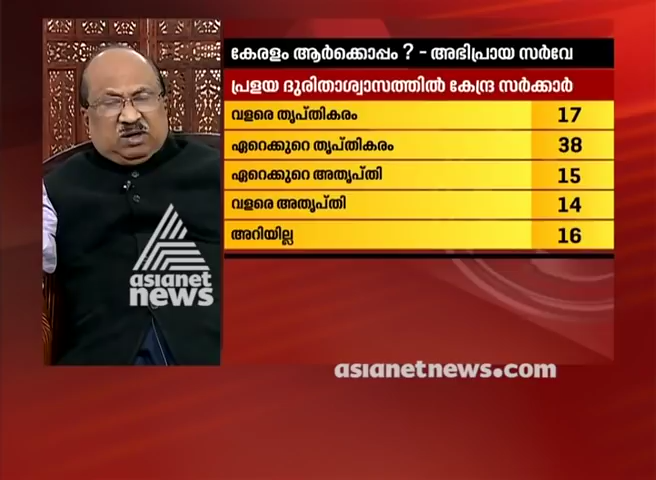 കേരളം ആർക്കൊപ്പം ? - അഭിപ്രായ സർവേ
പ്രളയ ദുരിതാശ്വാസത്തിൽ കേന്ദ്ര സർക്കാർ
വളരെ തൃപ്തികരം 17
ഏറെക്കുറെ തൃപ്തികരം 38
ഏറെക്കുറെ അതൃപ്തി 15
വളരെ അതൃപ്തി 14
അറിയില്ല 16
asianet
news
asianetnews.com